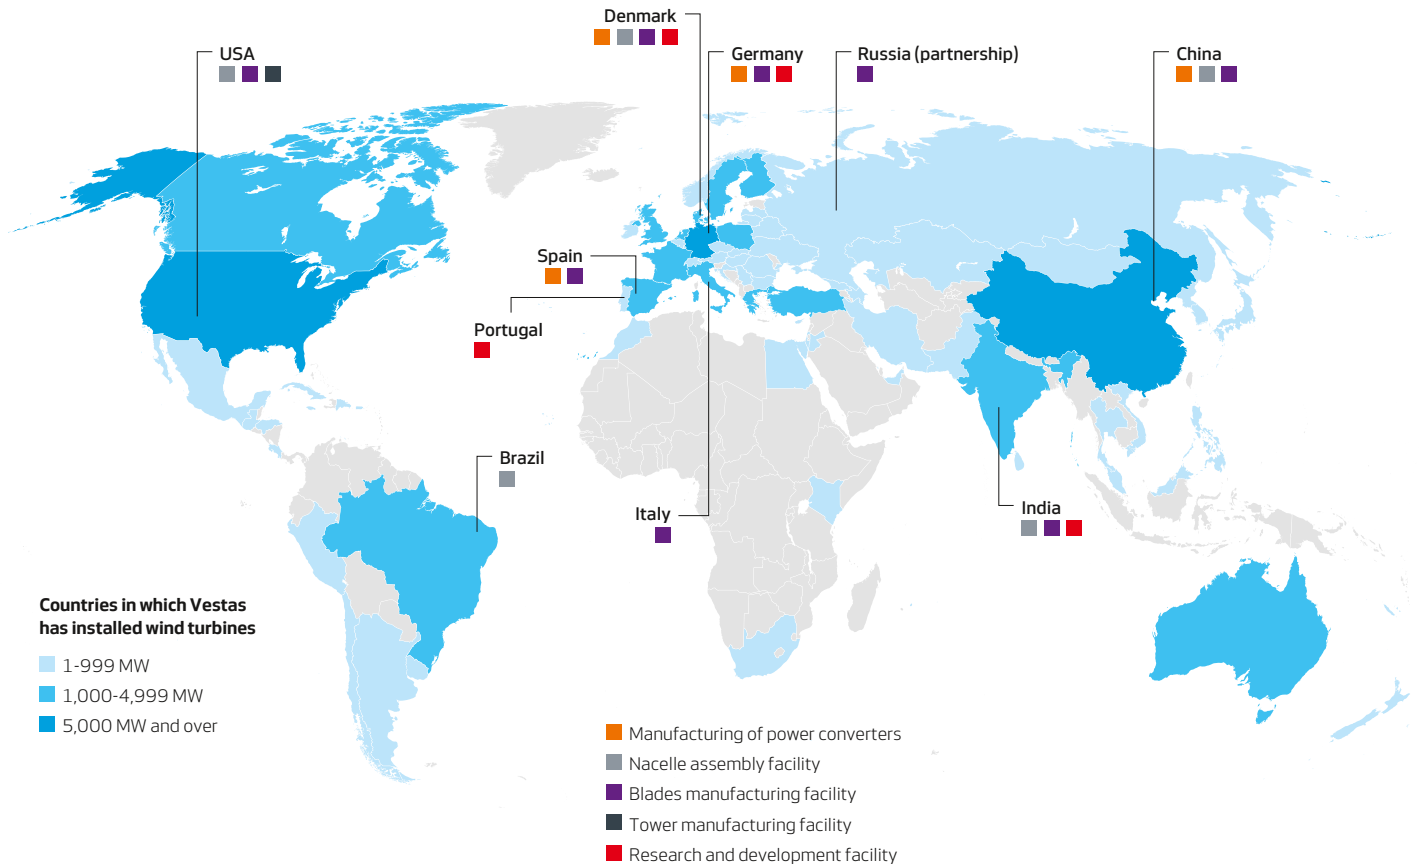 Denmark
USA
Germany
Russia (partnership)
China
Spain
Portugal
Brazil
Italy
India
Countries in which Vestas
has installed wind turbines
1-999 MW
1,000-4,999 MW
5,000 MW and over
Manufacturing of power converters
Nacelle assembly facility
Blades manufacturing facility
Tower manufacturing facility
Research and development facility